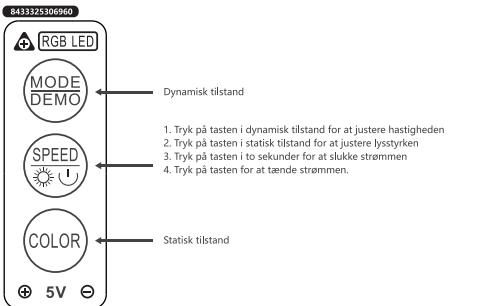 8433325306960
RGB LED
MODE
DEMO
Dynamisk tilstand
1. Tryk på tasten i dynamisk tilstand for at justere hastigheden
2. Tryk på tasten i statisk tilstand for at justere lysstyrken
3. Tryk på tasten i to sekunder for at slukke strømmen
4. Tryk på tasten for at tænde strømmen.
SPEED
COLOR
Statisk tilstand
5V